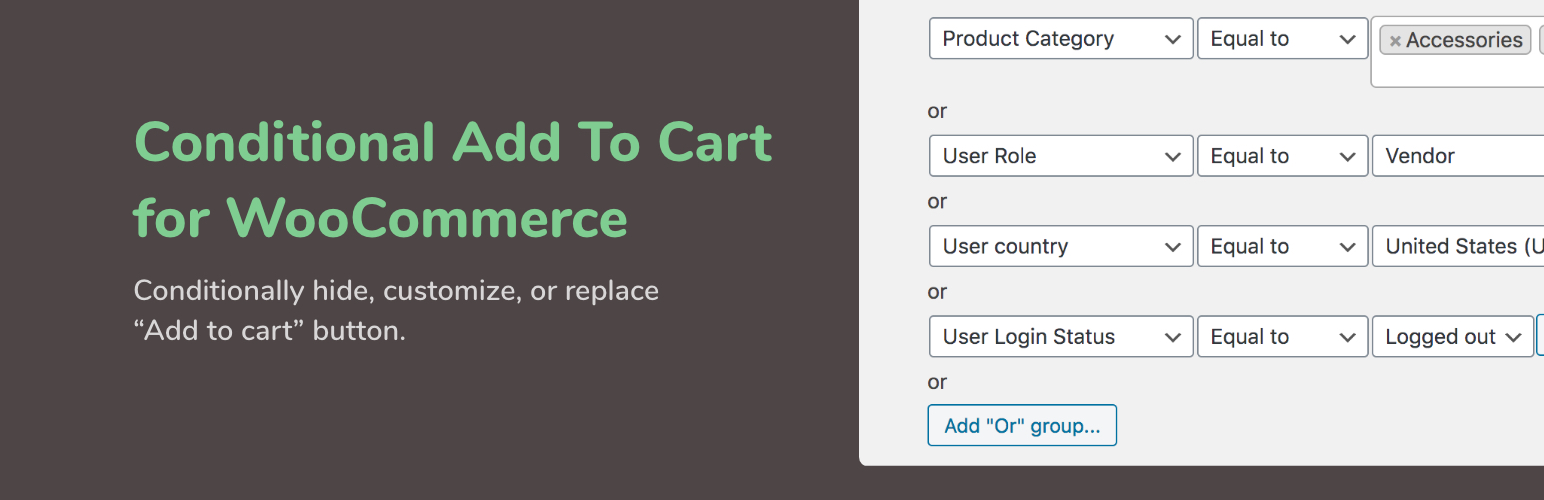 Conditional Add To Cart
for WooCommerce
Conditionally hide, customize, or replace
“Add to cart” button.
Product Category Equal to × Accessories
or
User Role Equal to Vendor
or
User country Equal to United States (U
or
User Login Status Equal to Logged out
or
Add "Or" group...